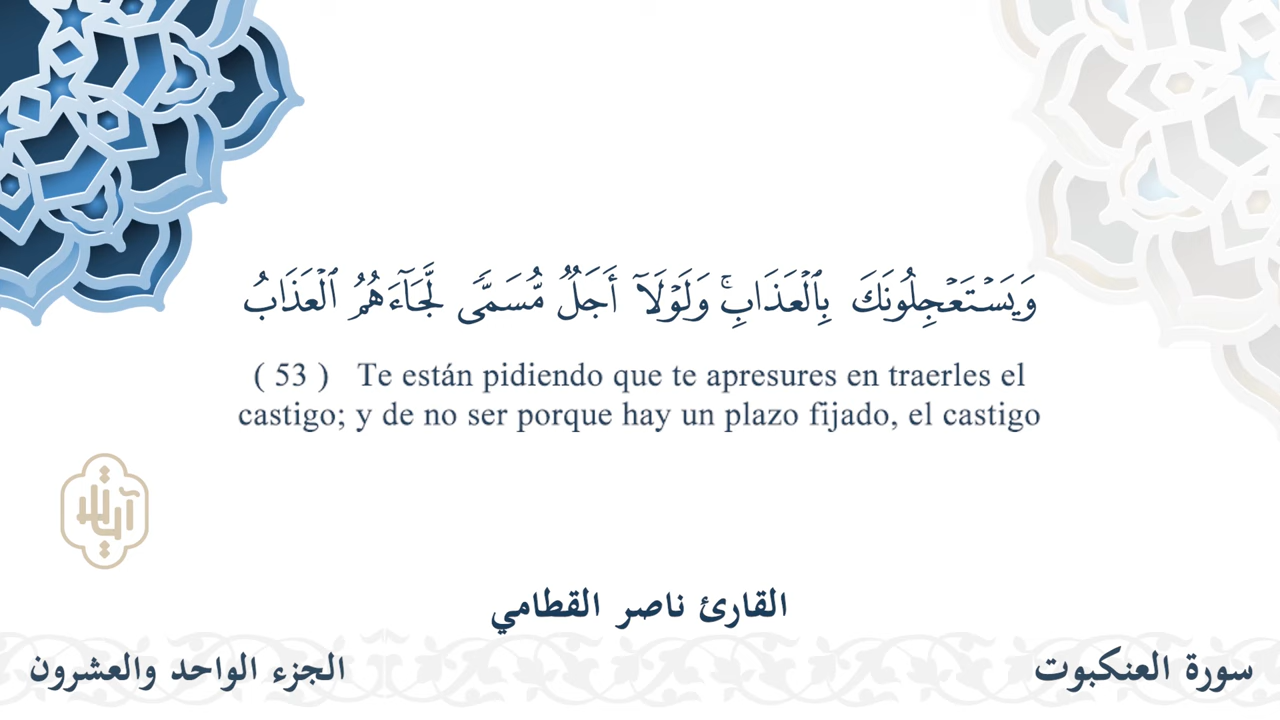 وَيَسْتَعْجِلُونَكَ بِٱلْعَذَابِ ۚ وَلَوْلَآ أَجَلٌۭ مُّسَمًّۭى لَّجَآءَهُمُ ٱلْعَذَابُ
( 53 ) Te están pidiendo que te apresures en traerles el
castigo; y de no ser porque hay un plazo fijado, el castigo
القارئ ناصر القطامي
سورة العنكبوت
الجزء الواحد والعشرون